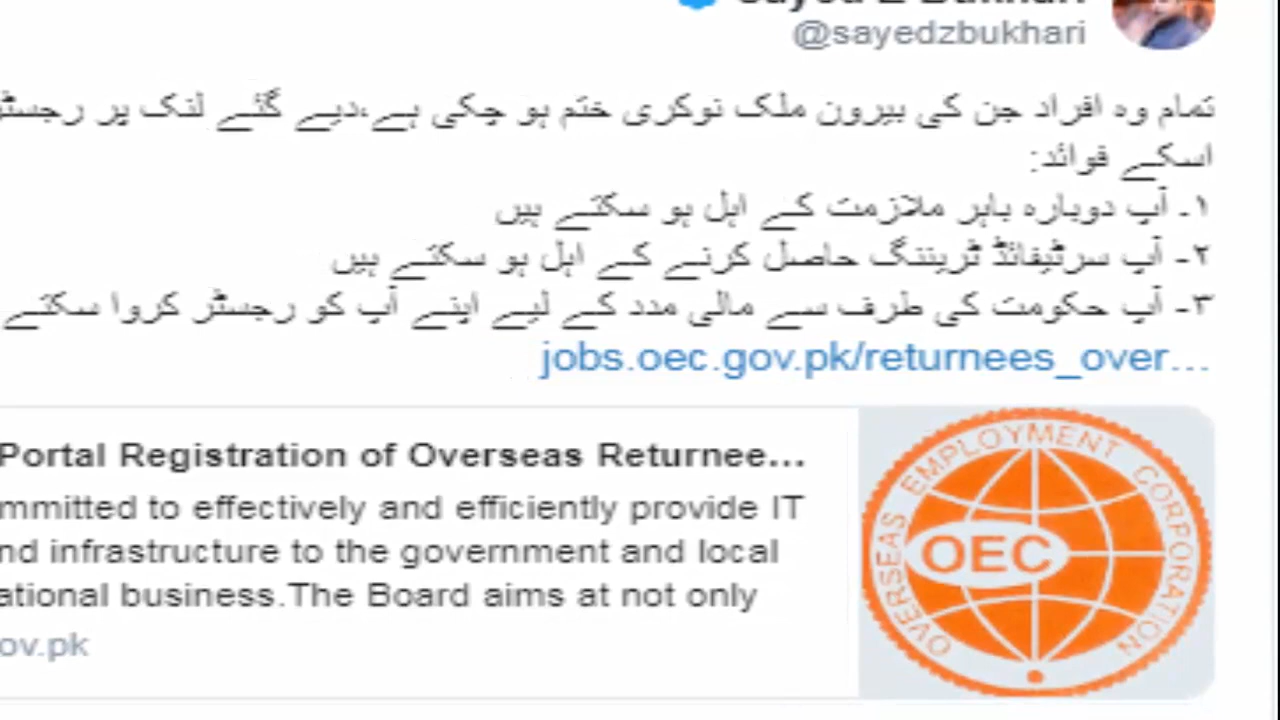 @sayedzbukhari
تمام وہ افراد جن کی بیرون ملک نوکری ختم ہو چکی ہے،دیے گئے لنک پر
اسکے فوائد:
۱۔ آپ دوبارہ باہر ملازمت کے اہل ہو سکتے ہیں
۲- آپ سرٹیفائڈ ٹریننگ حاصل کرنے کے اہل ہو سکتے ہیں
۳- آپ حکومت کی طرف سے مالی مدد کے لیے اپنے آپ کو رجسٹر کروا سکتے
jobs.oec.gov.pk/returnees_over...
Portal Registration of Overseas Returnee...
mmitted to effectively and efficiently provide IT
nd infrastructure to the government and local
ational business.The Board aims at not only
ov.pk
OVERSEAS EMPLOYMENT CORPORATION
OEC